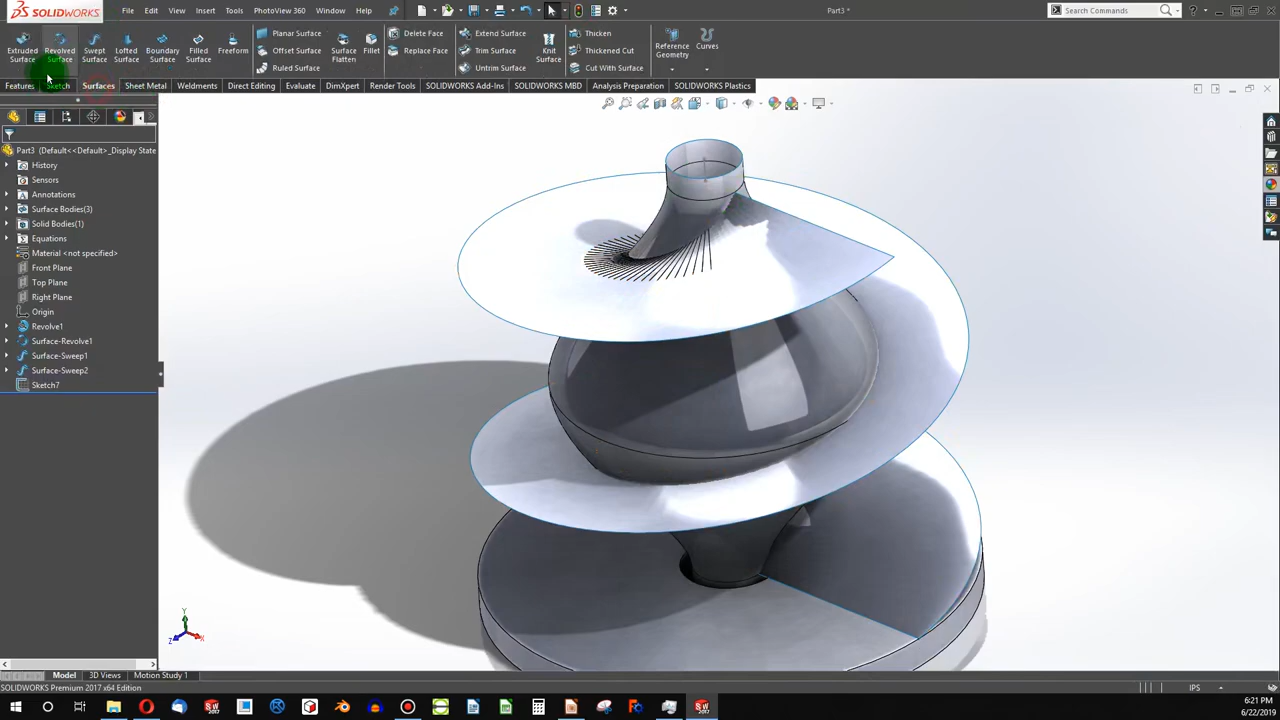 SOLIDWORKS
File Edit View Insert Tools PhotoView 360 Window Help
Part3 *
Search Commands
Extruded Surface
Revolved Surface
Swept Surface
Lofted Surface
Boundary Surface
Filled Surface
Freeform
Planar Surface
Offset Surface
Ruled Surface
Surface Flatten
Fillet
Delete Face
Replace Face
Extend Surface
Trim Surface
Untrim Surface
Knit Surface
Thicken
Thickened Cut
Cut With Surface
Reference Geometry
Curves
Features Sketch Surfaces Sheet Metal Weldments Direct Editing Evaluate DimXpert Render Tools SOLIDWORKS Add-Ins SOLIDWORKS MBD Analysis Preparation SOLIDWORKS Plastics
Part3 (Default<<Default>_Display State
History
Sensors
Annotations
Surface Bodies(3)
Solid Bodies(1)
Equations
Material <not specified>
Front Plane
Top Plane
Right Plane
Origin
Revolve1
Surface-Revolve1
Surface-Sweep1
Surface-Sweep2
Sketch7
Y
Z
X
Model 3D Views Motion Study 1
SOLIDWORKS Premium 2017 x64 Edition
IPS
6:21 PM
6/22/2019